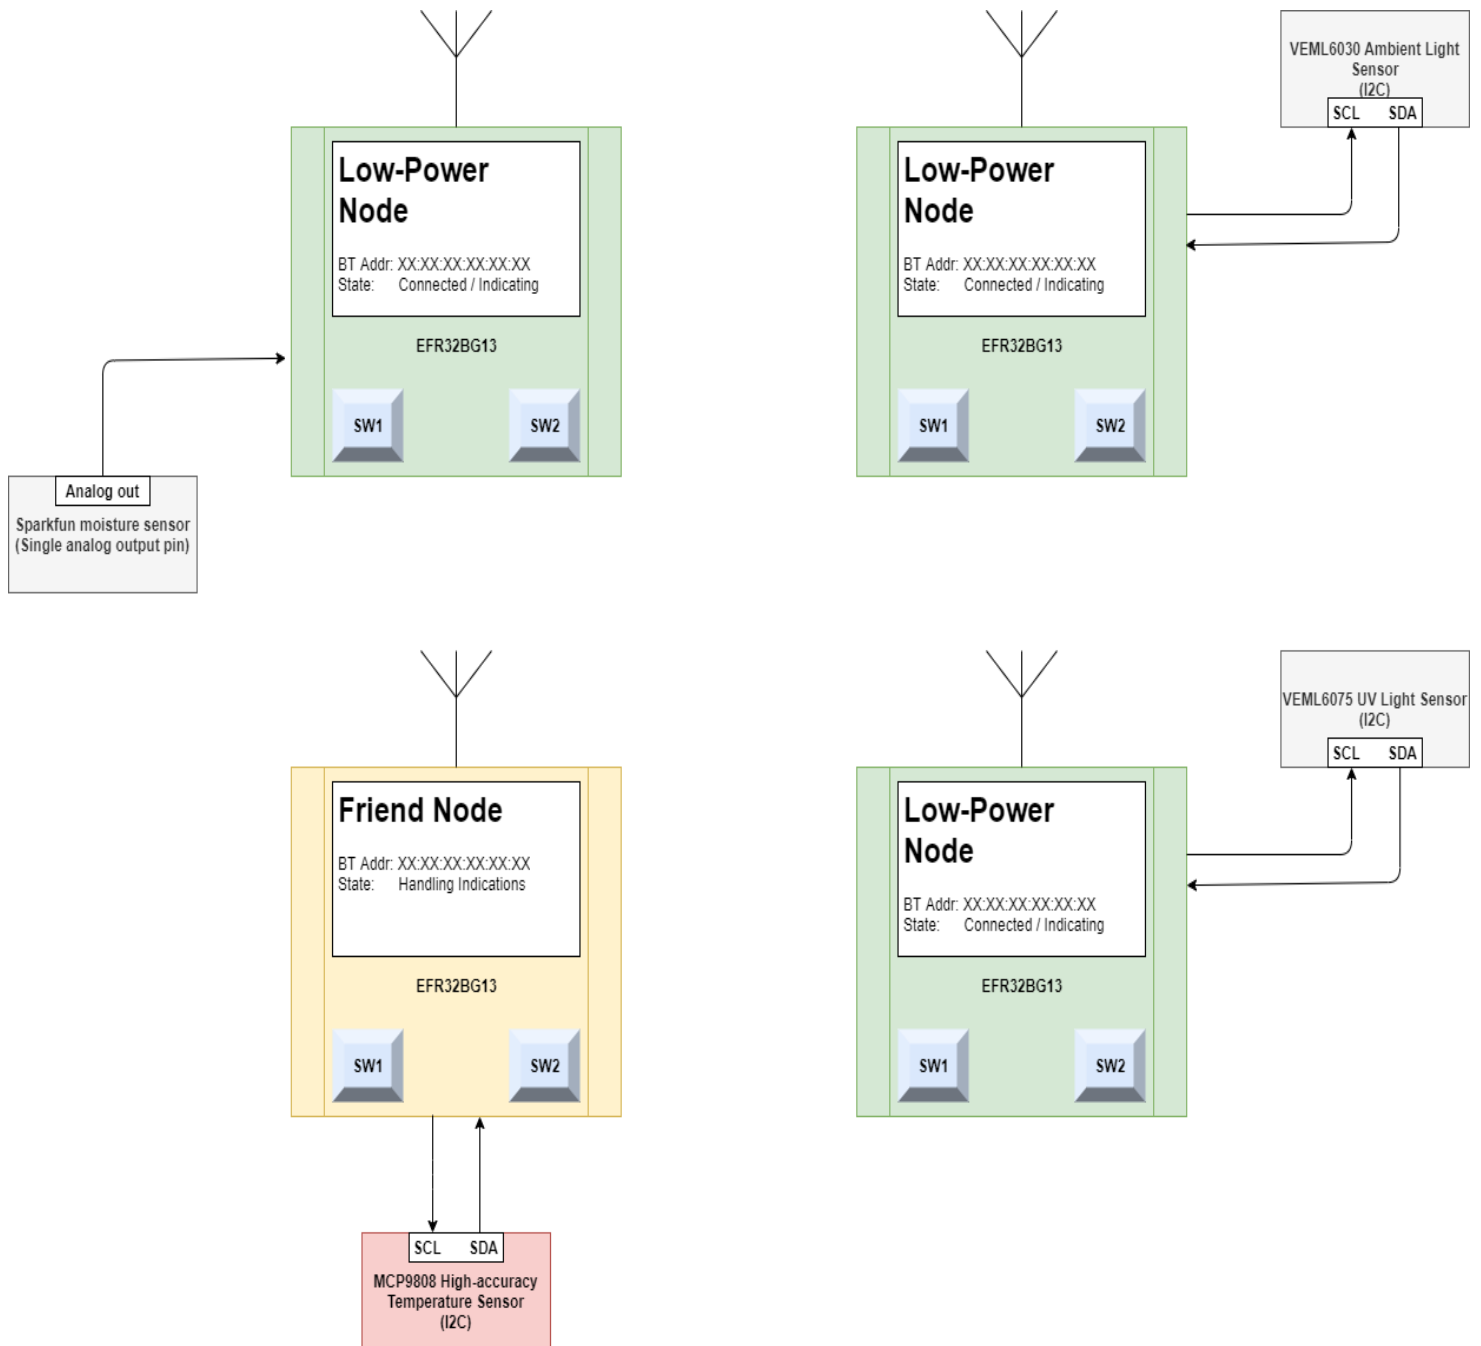 VEML6030 Ambient Light
Sensor
(I2C)
SCL SDA
Low-Power
Node
BT Addr: XX:XX:XX:XX:XX:XX
State: Connected / Indicating
EFR32BG13
SW1 SW2
Low-Power
Node
BT Addr: XX:XX:XX:XX:XX:XX
State: Connected / Indicating
EFR32BG13
SW1 SW2
Analog out
Sparkfun moisture sensor
(Single analog output pin)
VEML6075 UV Light Sensor
(I2C)
SCL SDA
Friend Node
BT Addr: XX:XX:XX:XX:XX:XX
State: Handling Indications
EFR32BG13
SW1 SW2
Low-Power
Node
BT Addr: XX:XX:XX:XX:XX:XX
State: Connected / Indicating
EFR32BG13
SW1 SW2
SCL SDA
MCP9808 High-accuracy
Temperature Sensor
(I2C)